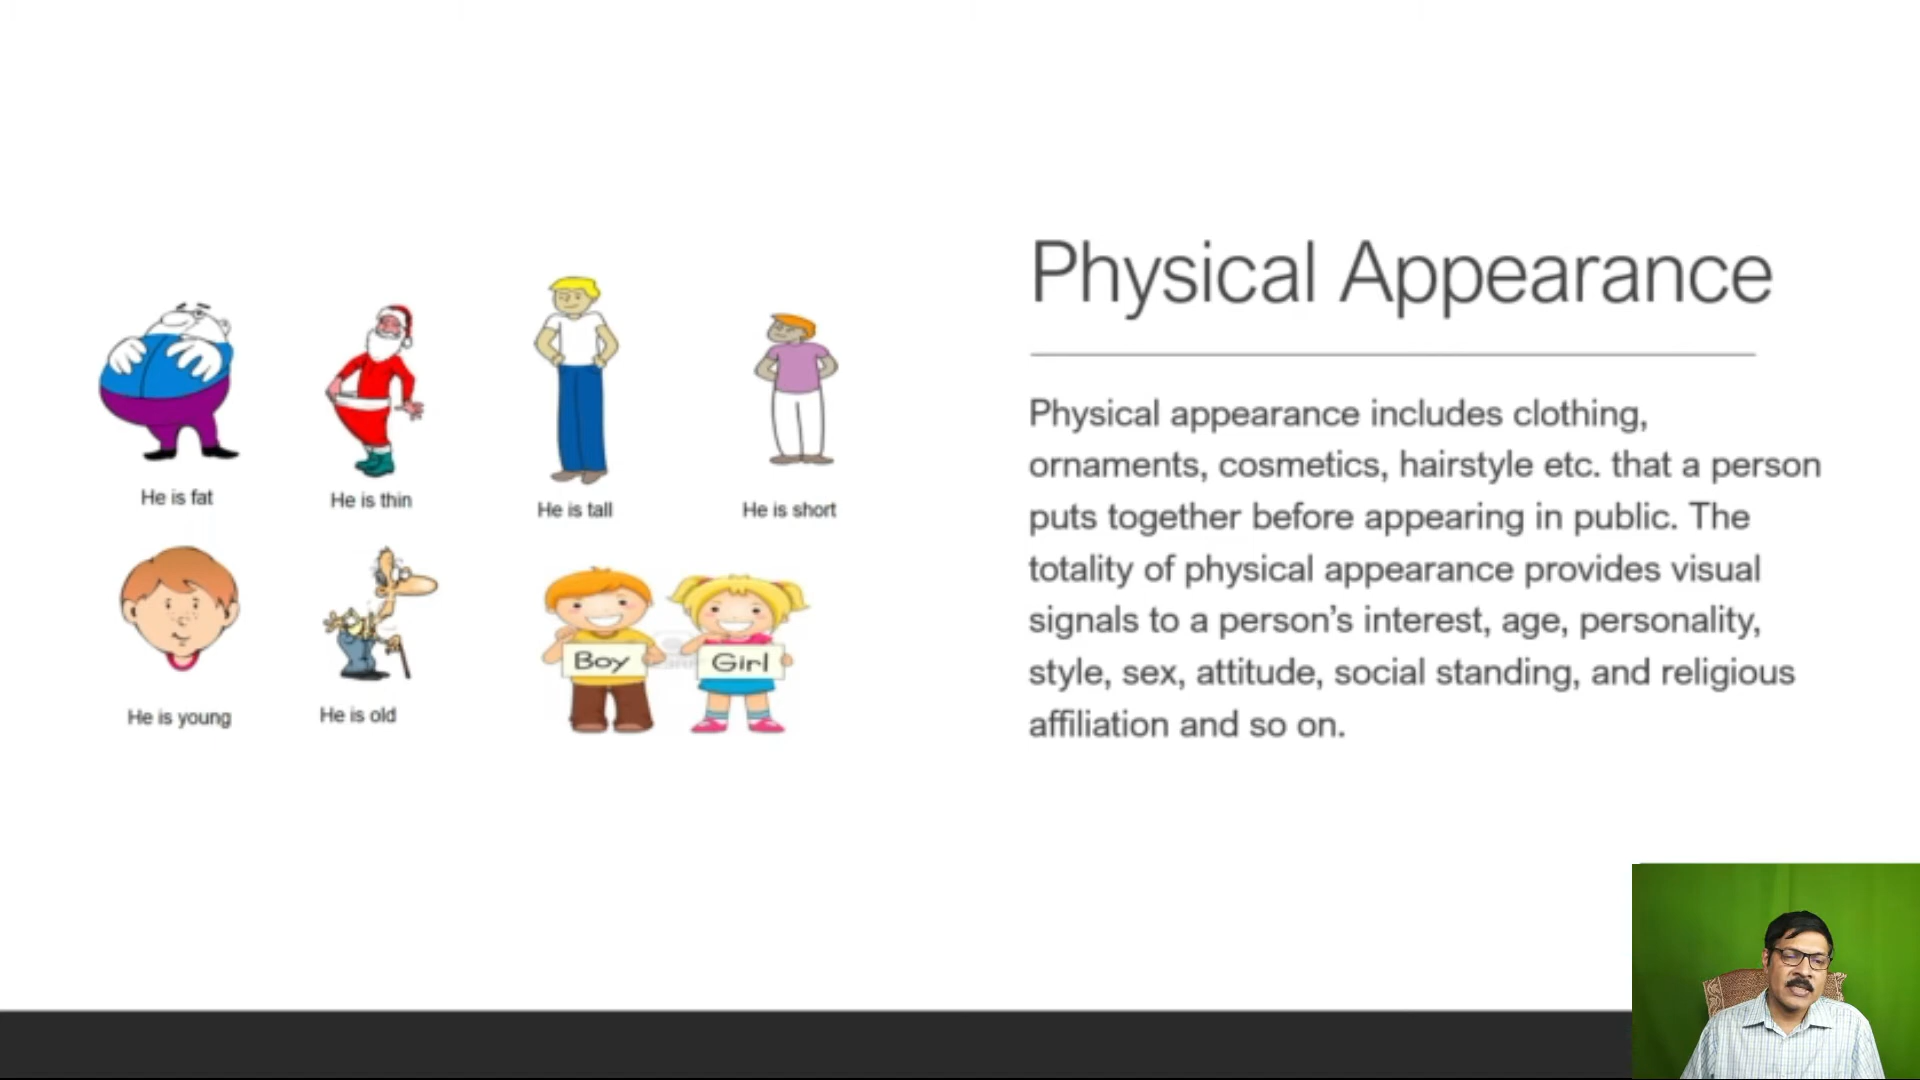 Physical Appearance
Physical appearance includes clothing,
ornaments, cosmetics, hairstyle etc. that a person
puts together before appearing in public. The
totality of physical appearance provides visual
signals to a person’s interest, age, personality,
style, sex, attitude, social standing, and religious
affiliation and so on.
He is fat
He is thin
He is tall
He is short
Boy
Girl
He is young
He is old